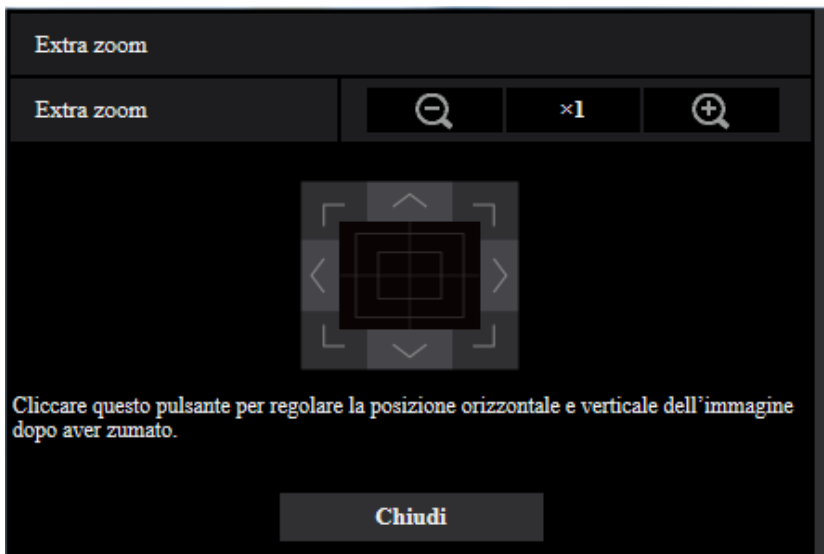 Extra zoom
Extra zoom
×1
Cliccare questo pulsante per regolare la posizione orizzontale e verticale dell’immagine
dopo aver zumato.
Chiudi